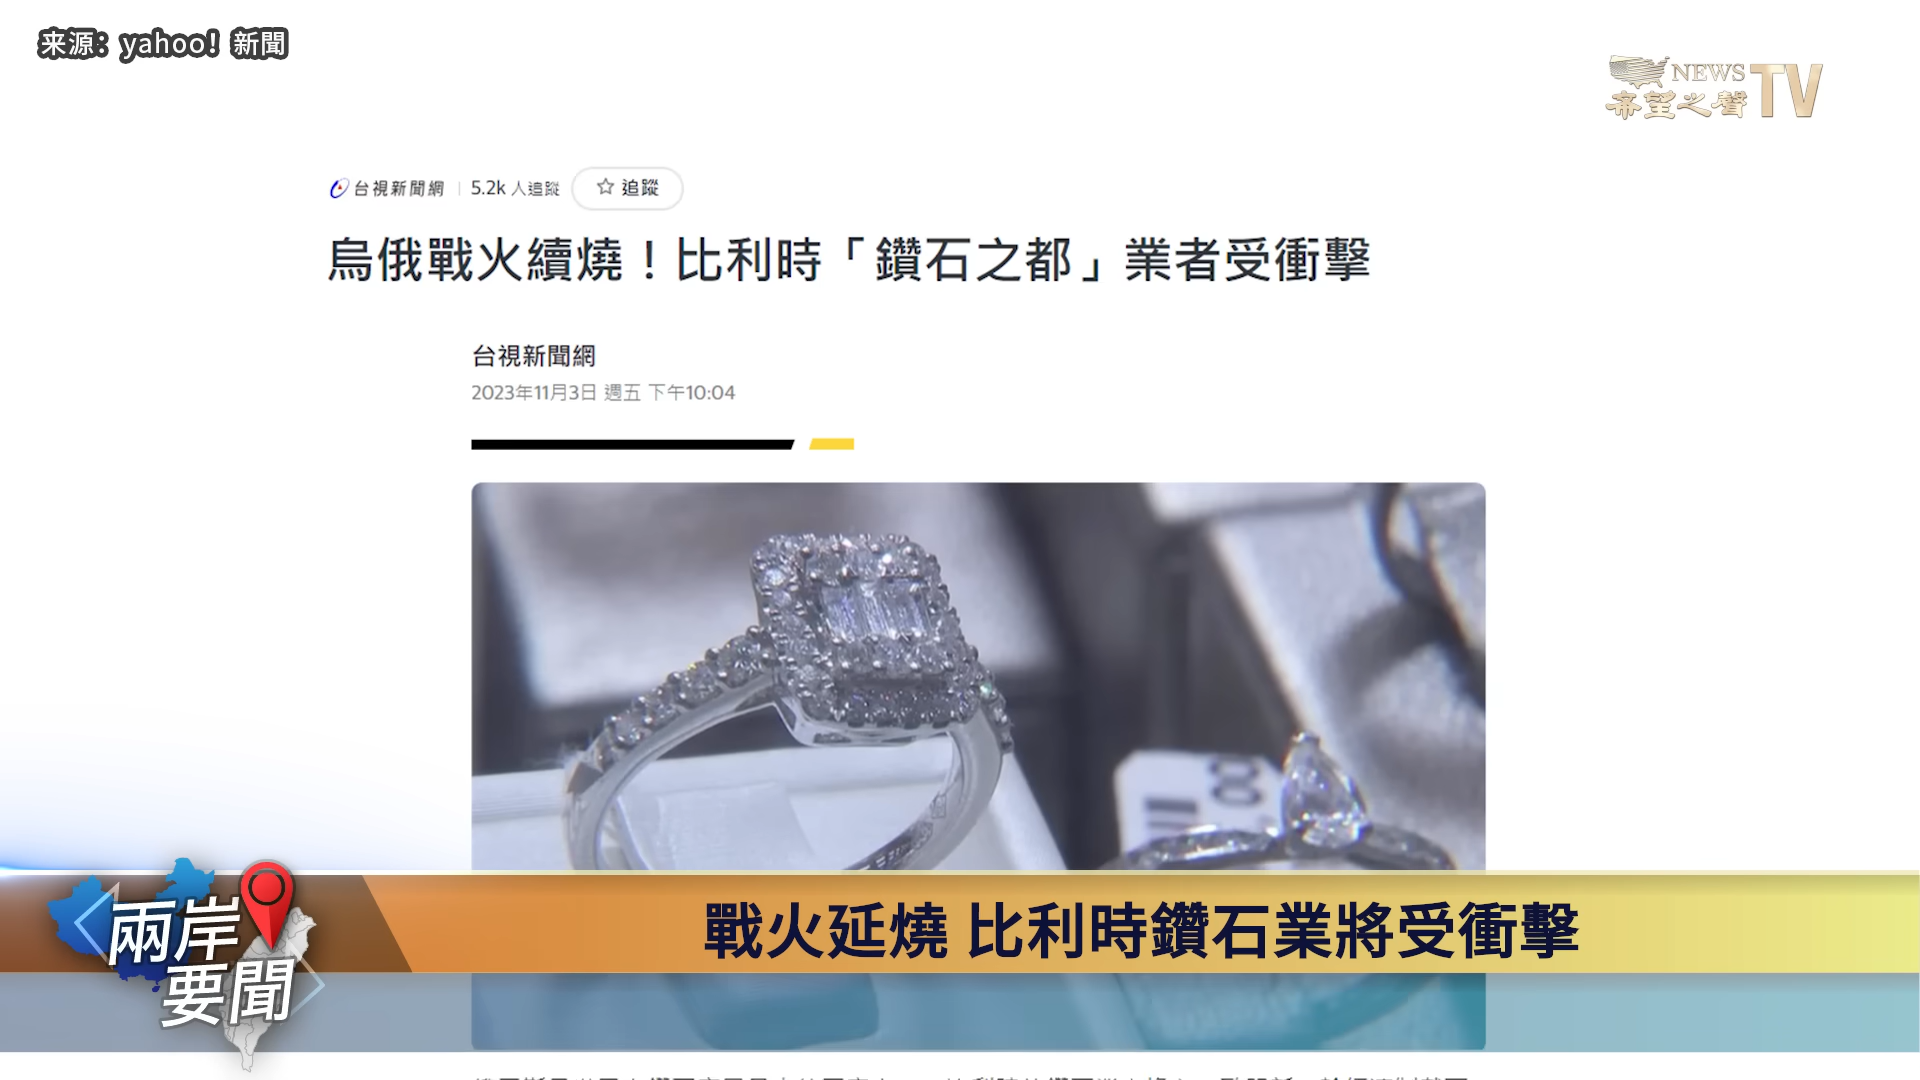 来源：yahoo! 新聞
NEWS
希望之聲TV
台視新聞網 | 5.2k 人追蹤 ☆ 追蹤
烏俄戰火續燒！比利時「鑽石之都」業者受衝擊
台視新聞網
2023年11月3日 週五 下午10:04
戰火延燒 比利時鑽石業將受衝擊
兩岸
要聞